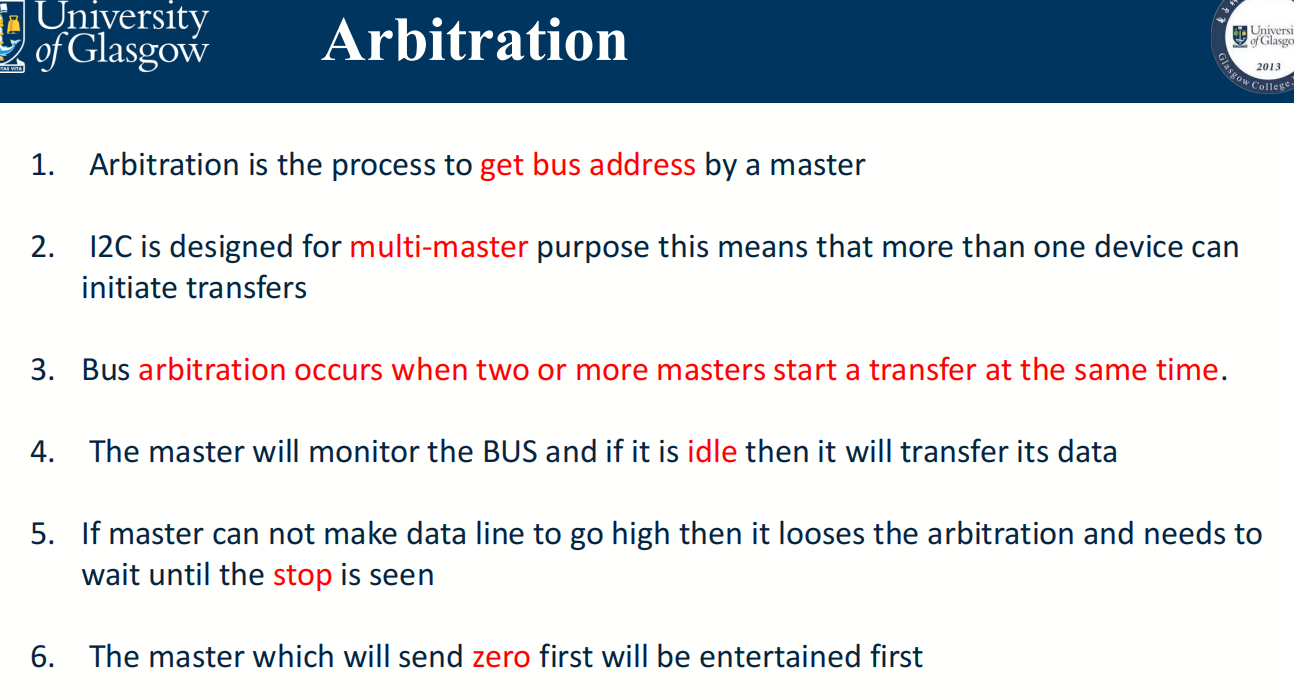 University
of Glasgow
Arbitration
Universi
of Glasgo
2013
Glasgow College,
1. Arbitration is the process to get bus address by a master
2. I2C is designed for multi-master purpose this means that more than one device can
initiate transfers
3. Bus arbitration occurs when two or more masters start a transfer at the same time.
4. The master will monitor the BUS and if it is idle then it will transfer its data
5. If master can not make data line to go high then it looses the arbitration and needs to
wait until the stop is seen
6. The master which will send zero first will be entertained first